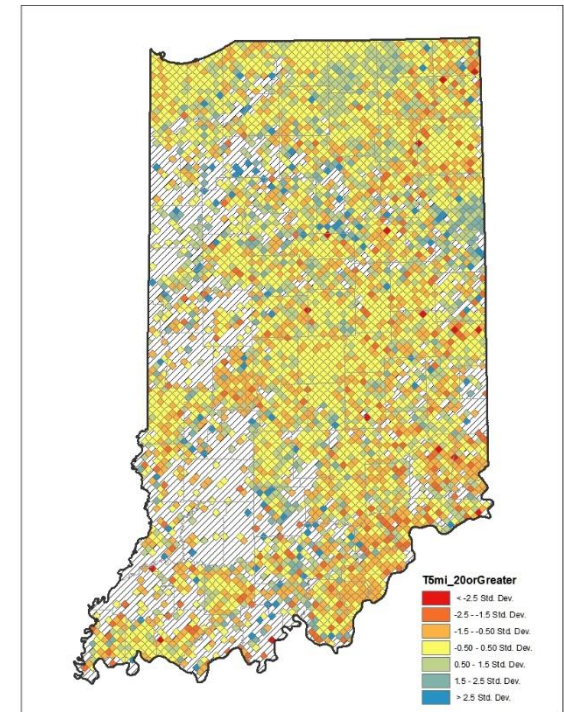 T5mi_20orGreater
< -2.5 Std. Dev.
-2.5 - -1.5 Std. Dev.
-1.5 - -0.50 Std. Dev.
-0.50 - 0.50 Std. Dev.
0.50 - 1.5 Std. Dev.
1.5 - 2.5 Std. Dev.
> 2.5 Std. Dev.